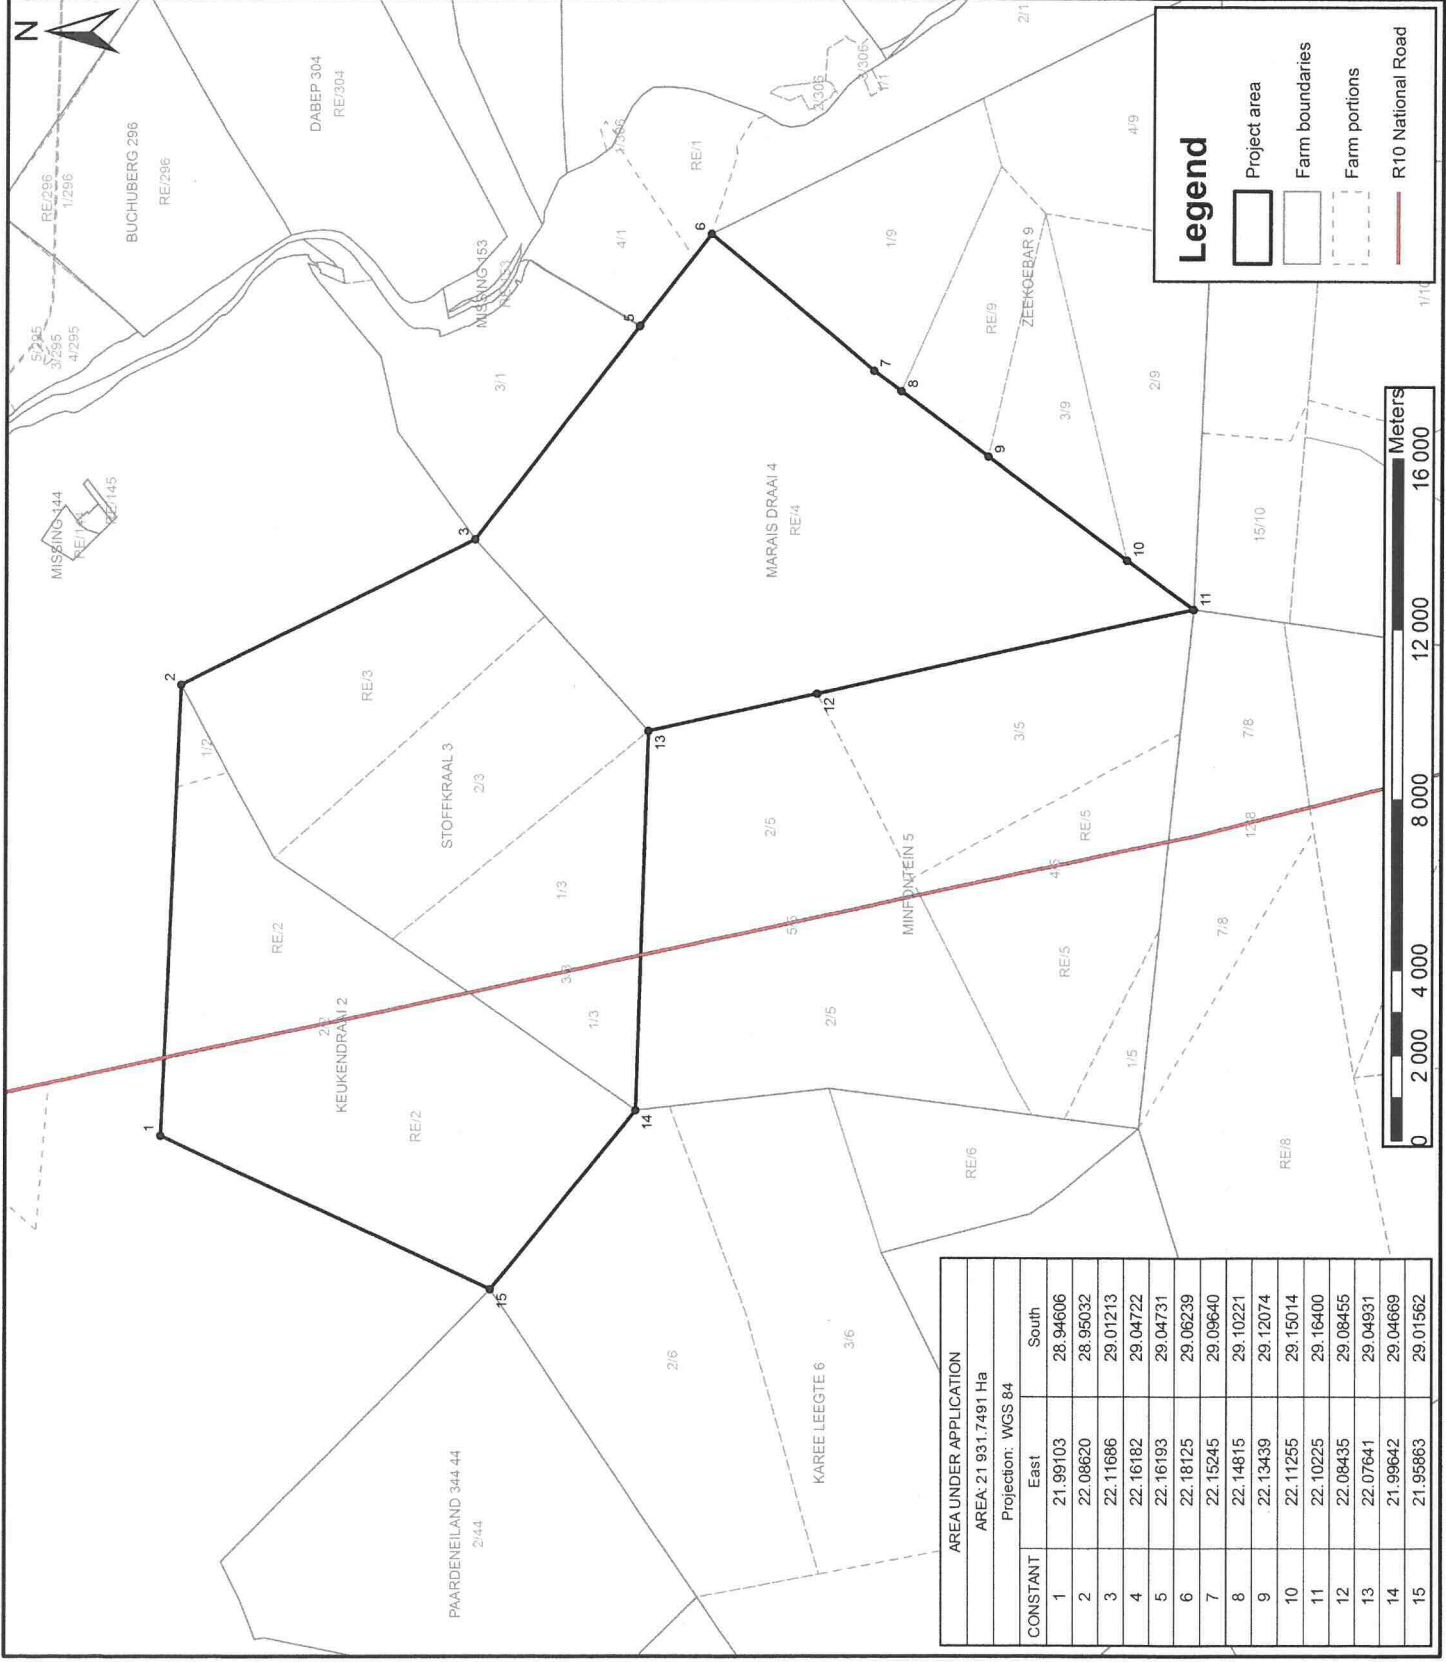 N
BUCHUBERG 296
RE/296
RE/296
1/296
DABEP 304
RE/304
5/295
3/295
4/295
MISSING 144
RE/145
MISSING 153
3/1
4/1
1/306
RE/1
2/306
1/1
2/1
1
2
3
5
6
7
8
9
10
11
12
13
14
15
1/2
RE/3
STOFFKRAAL 3
2/3
1/3
3/3
1/3
RE/2
2/2
KEUKENDRAAI 2
RE/2
MARAIS DRAAI 4
RE/4
1/9
4/9
RE/9
ZEEKOEBAR 9
3/9
2/9
15/10
2/5
3/5
RE/5
MINFONTEIN 5
RE/5
2/5
1/5
7/8
7/8
RE/8
RE/6
2/6
3/6
KAREE LEEGTE 6
PAARDENEILAND 344 44
2/44
Legend
Project area
Farm boundaries
Farm portions
R10 National Road
Meters
0 2 000 4 000 8 000 12 000 16 000
AREA UNDER APPLICATION
AREA: 21 931.7491 Ha
Projection: WGS 84
CONSTANT East South
1 21.99103 28.94606
2 22.08620 28.95032
3 22.11686 29.01213
4 22.16182 29.04722
5 22.16193 29.04731
6 22.18125 29.06239
7 22.15245 29.09640
8 22.14815 29.10221
9 22.13439 29.12074
10 22.11255 29.15014
11 22.10225 29.16400
12 22.08435 29.08455
13 22.07641 29.04931
14 21.99642 29.04669
15 21.95863 29.01562